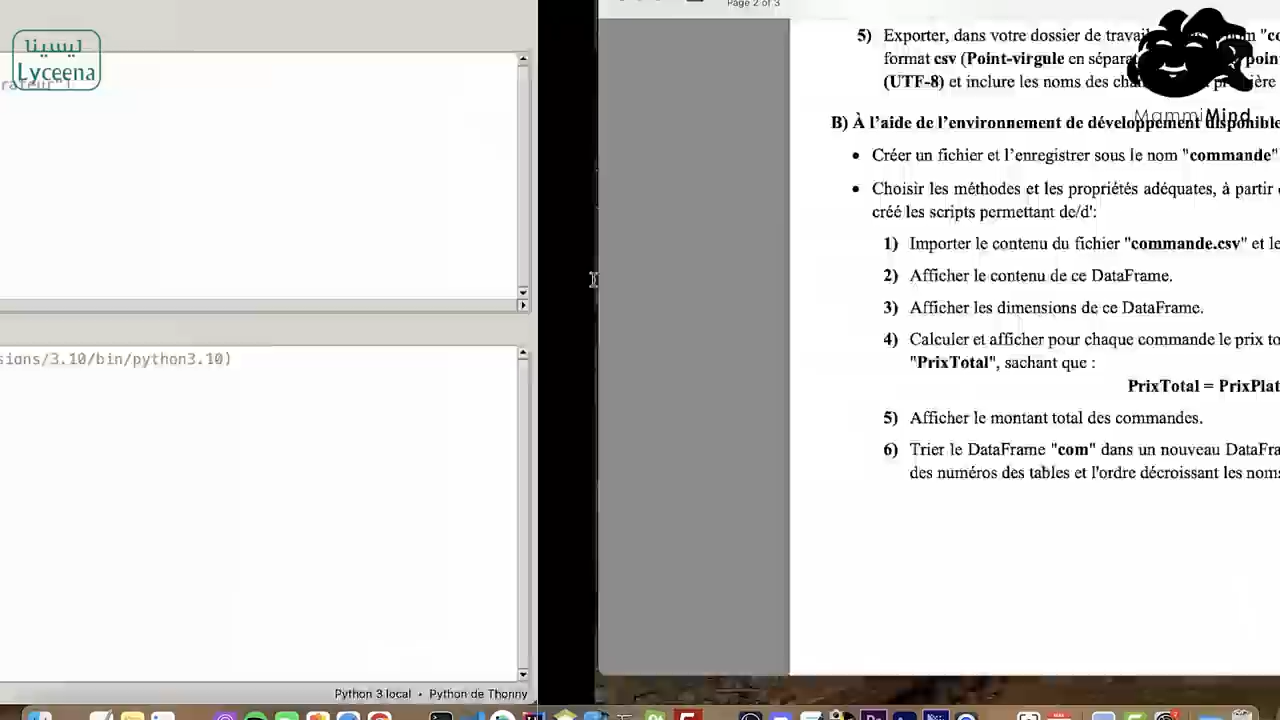 ليسينا
Lyceena
rateur"
sions/3.10/bin/python3.10)
Python 3 local • Python de Thonny
Page 2 of 3
5) Exporter, dans votre dossier de travail
format csv (Point-virgule en sépara
(UTF-8) et inclure les noms des
MammiMind
B) À l'aide de l'environnement de développement disponible
• Créer un fichier et l'enregistrer sous le nom "commande"
• Choisir les méthodes et les propriétés adéquates, à partir
créé les scripts permettant de/d':
1) Importer le contenu du fichier "commande.csv" et le
2) Afficher le contenu de ce DataFrame.
3) Afficher les dimensions de ce DataFrame.
4) Calculer et afficher pour chaque commande le prix to
"PrixTotal", sachant que :
PrixTotal = PrixPlat
5) Afficher le montant total des commandes.
6) Trier le DataFrame "com" dans un nouveau DataFra
des numéros des tables et l'ordre décroissant les noms